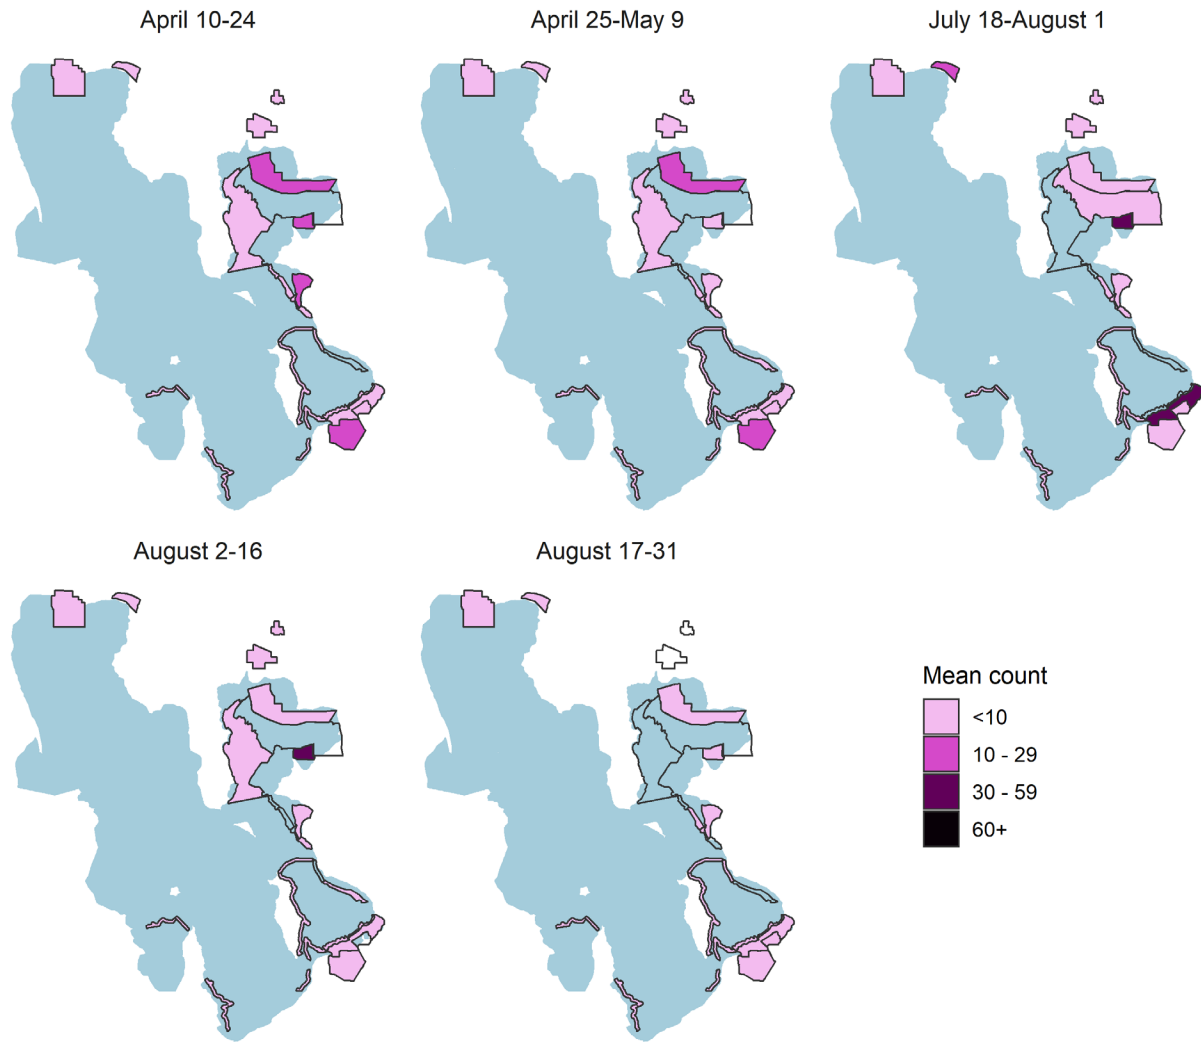 April 10-24
April 25-May 9
July 18-August 1
August 2-16
August 17-31
Mean count
<10
10 - 29
30 - 59
60+